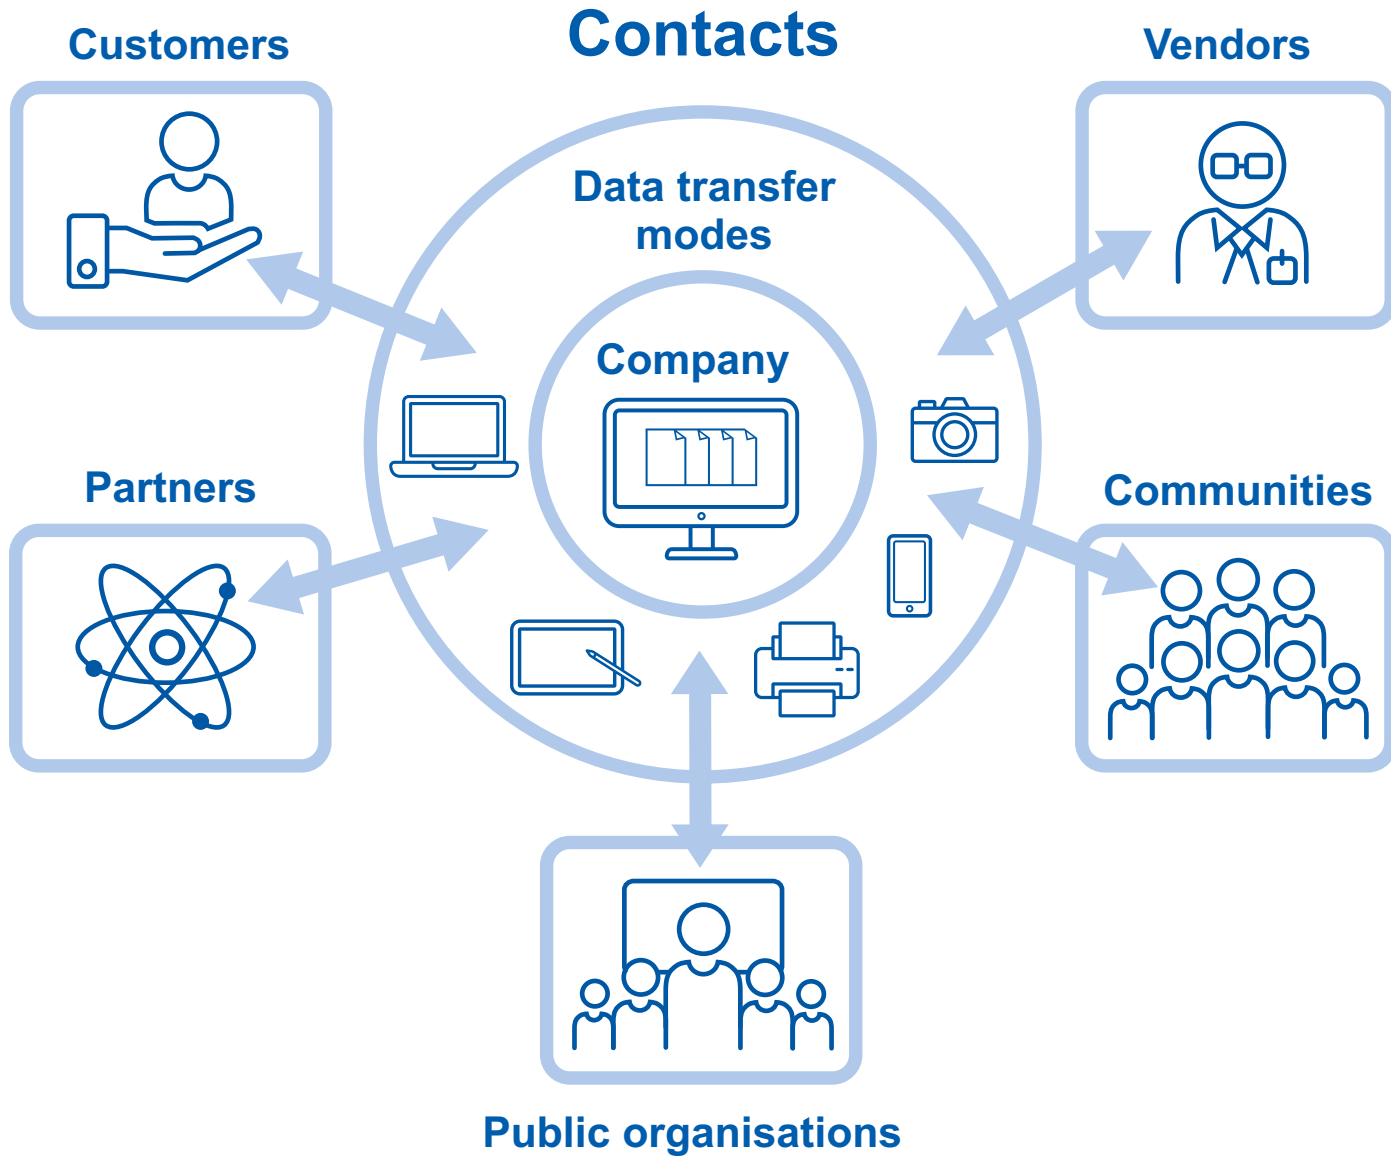 Contacts
Customers
Vendors
Data transfer
modes
Company
Partners
Communities
Public organisations